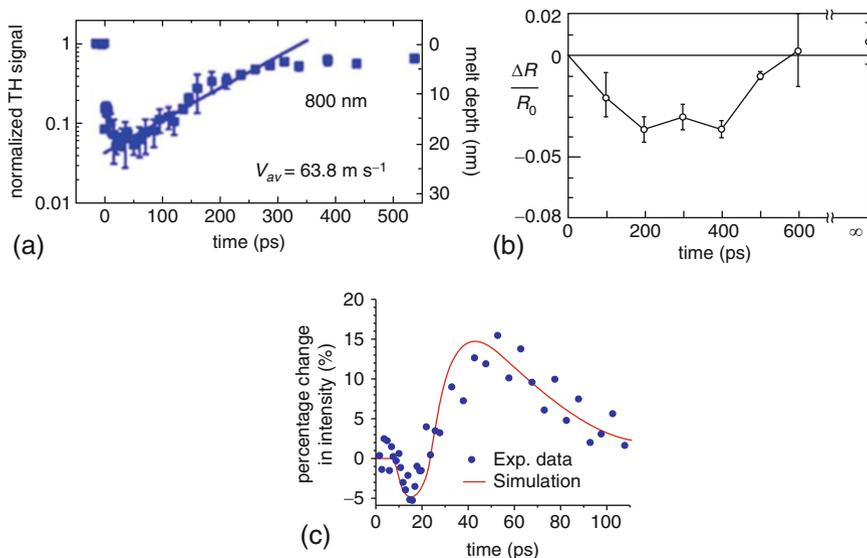 (a)
normalized TH signal
1
0.1
0.01
0
10
20
30
melt depth (nm)
800 nm
V_av = 63.8 m s⁻¹
0 100 200 300 400 500
time (ps)
(b)
ΔR
R₀
0.02
0
−0.05
−0.08
0 200 400 600 ∞
time (ps)
(c)
percentage change
in intensity (%)
20
15
10
5
0
−5
Exp. data
Simulation
0 20 40 60 80 100
time (ps)